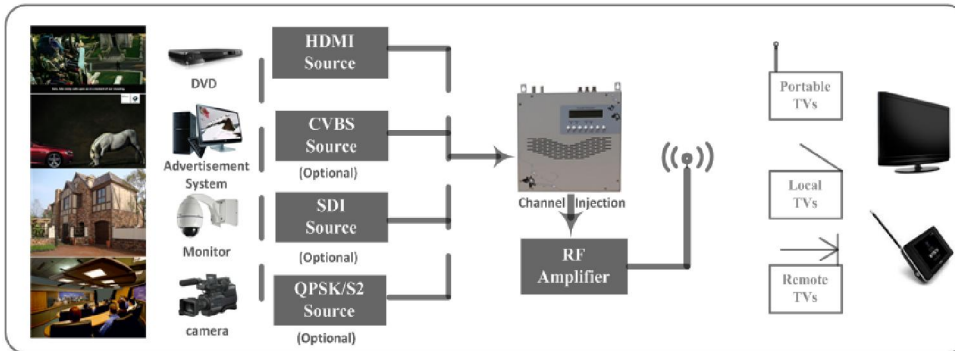 HDMI
Source
DVD
CVBS
Source
(Optional)
Advertisement
System
SDI
Source
(Optional)
Monitor
QPSK/S2
Source
(Optional)
camera
Channel Injection
RF
Amplifier
Portable
TVs
Local
TVs
Remote
TVs